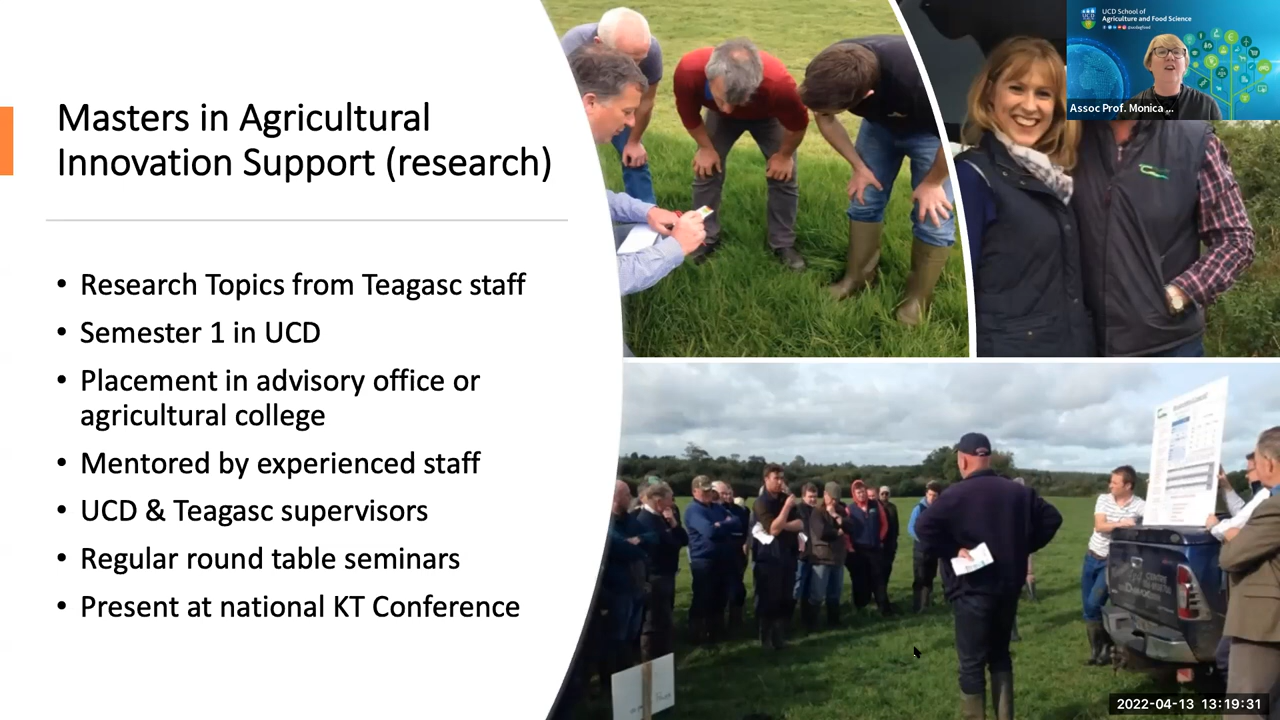 Masters in Agricultural
Innovation Support (research)
• Research Topics from Teagasc staff
• Semester 1 in UCD
• Placement in advisory office or
agricultural college
• Mentored by experienced staff
• UCD & Teagasc supervisors
• Regular round table seminars
• Present at national KT Conference
UCD School of
Agriculture and Food Science
UCD
Assoc Prof. Monica ...
CENTRE
2022-04-13 13:19:31